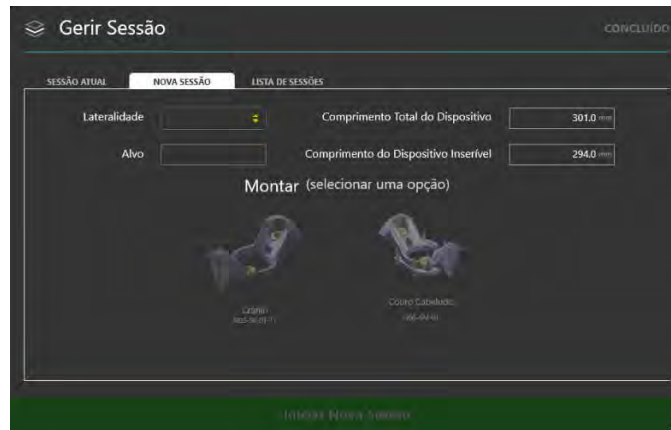 Gerir Sessão
CONCLUÍDO
SESSÃO ATUAL NOVA SESSÃO LISTA DE SESSÕES
Lateralidade Comprimento Total do Dispositivo 301.0 mm
Alvo Comprimento do Dispositivo Inserível 294.0 mm
Montar (selecionar uma opção)
Crânio Couro Cabeludo
Iniciar Nova Sessão